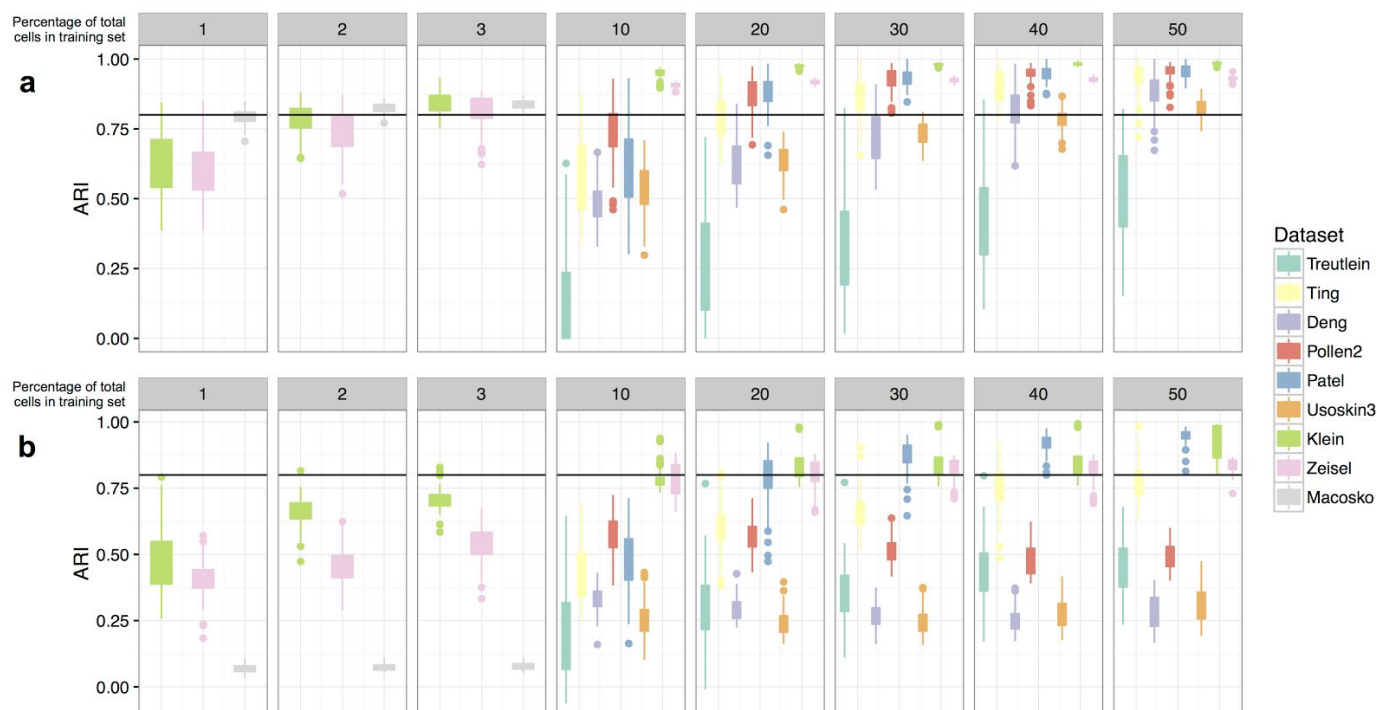 Percentage of total
cells in training set
1 2 3 10 20 30 40 50
a
1.00
0.75
0.50
0.25
0.00
ARI
Percentage of total
cells in training set
1 2 3 10 20 30 40 50
b
1.00
0.75
0.50
0.25
0.00
ARI
Dataset
Treutlein
Ting
Deng
Pollen2
Patel
Usoskin3
Klein
Zeisel
Macosko